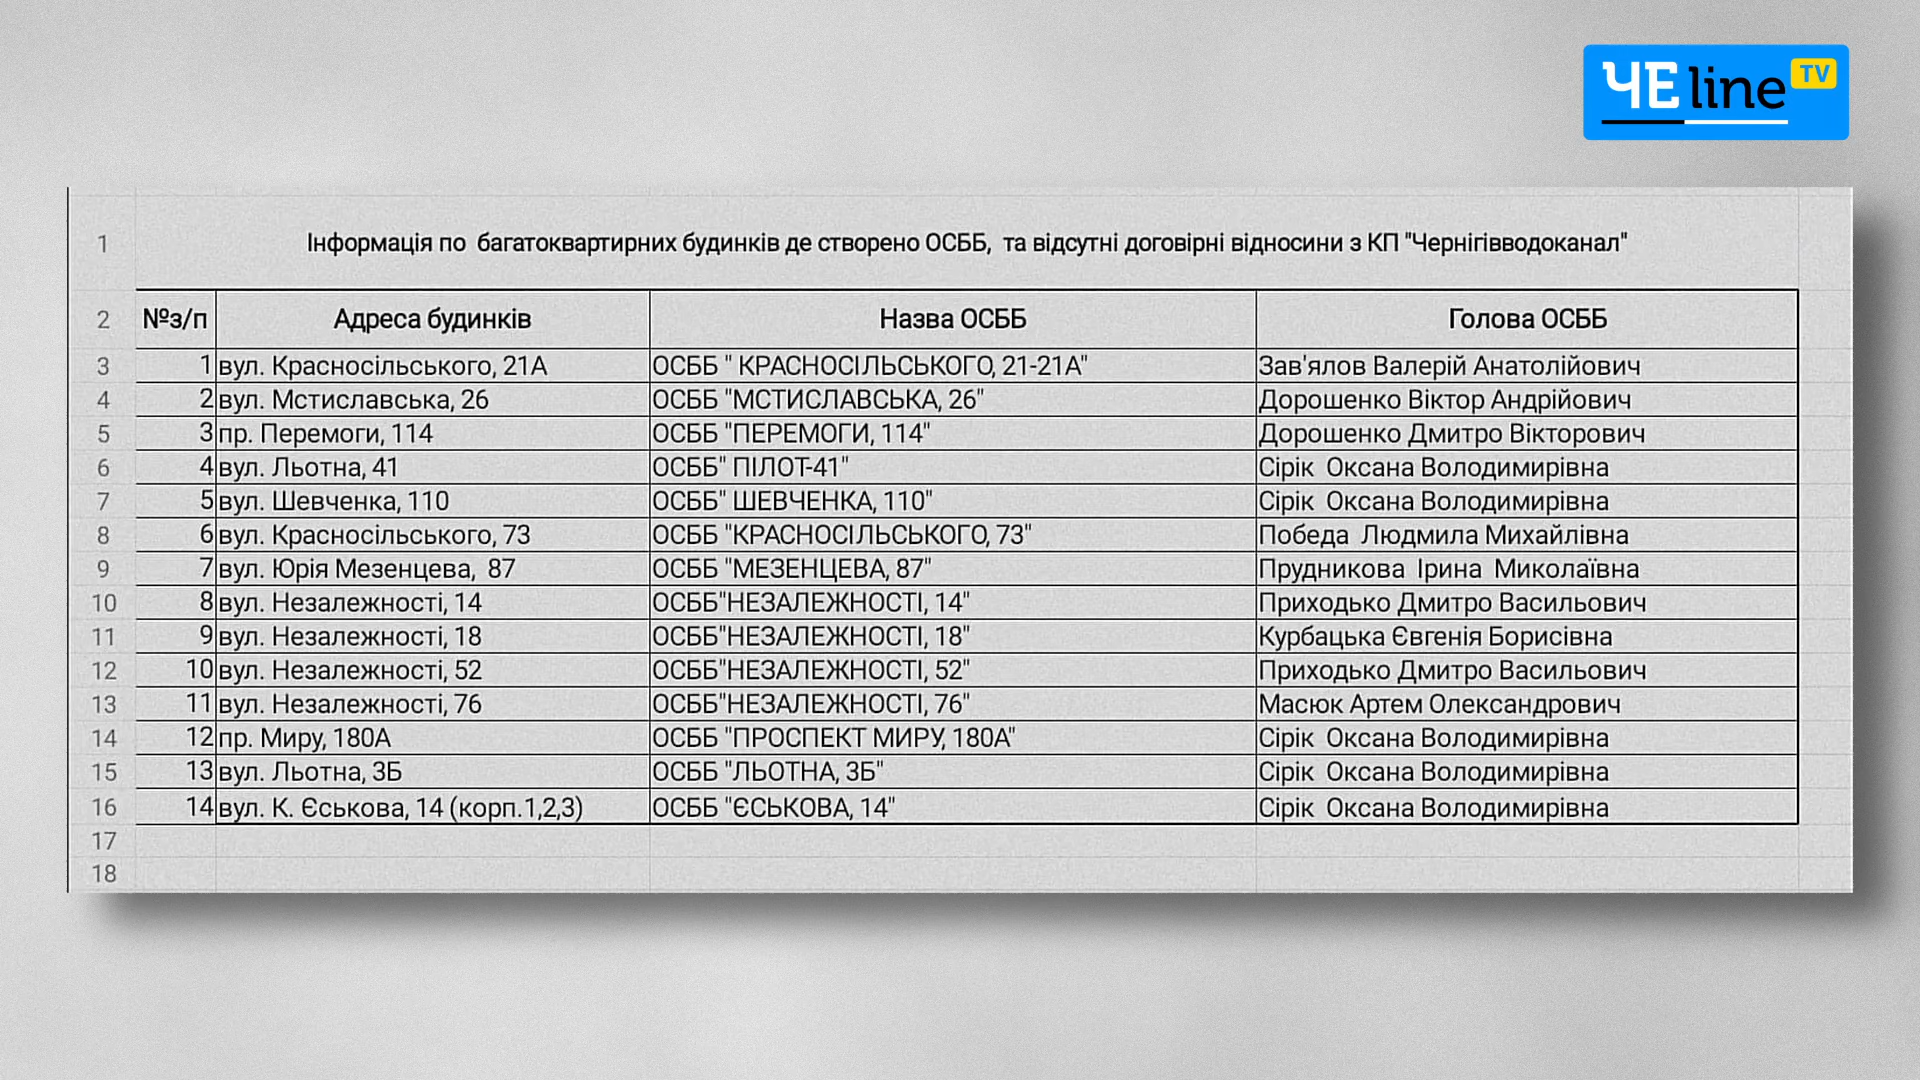 ЧЕline TV
1 Інформація по багатоквартирних будинків де створено ОСББ, та відсутні договірні відносини з КП "Чернігівводоканал"
2 №з/п Адреса будинків Назва ОСББ Голова ОСББ
3 1 вул. Красносільського, 21А ОСББ " КРАСНОСІЛЬСЬКОГО, 21-21А" Зав'ялов Валерій Анатолійович
4 2 вул. Мстиславська, 26 ОСББ "МСТИСЛАВСЬКА, 26" Дорошенко Віктор Андрійович
5 3 пр. Перемоги, 114 ОСББ "ПЕРЕМОГИ, 114" Дорошенко Дмитро Вікторович
6 4 вул. Льотна, 41 ОСББ" ПІЛОТ-41" Сірік Оксана Володимирівна
7 5 вул. Шевченка, 110 ОСББ" ШЕВЧЕНКА, 110" Сірік Оксана Володимирівна
8 6 вул. Красносільського, 73 ОСББ "КРАСНОСІЛЬСЬКОГО, 73" Победа Людмила Михайлівна
9 7 вул. Юрія Мезенцева, 87 ОСББ "МЕЗЕНЦЕВА, 87" Прудникова Ірина Миколаївна
10 8 вул. Незалежності, 14 ОСББ"НЕЗАЛЕЖНОСТІ, 14" Приходько Дмитро Васильович
11 9 вул. Незалежності, 18 ОСББ"НЕЗАЛЕЖНОСТІ, 18" Курбацька Євгенія Борисівна
12 10 вул. Незалежності, 52 ОСББ"НЕЗАЛЕЖНОСТІ, 52" Приходько Дмитро Васильович
13 11 вул. Незалежності, 76 ОСББ"НЕЗАЛЕЖНОСТІ, 76" Масюк Артем Олександрович
14 12 пр. Миру, 180А ОСББ "ПРОСПЕКТ МИРУ, 180А" Сірік Оксана Володимирівна
15 13 вул. Льотна, 3Б ОСББ "ЛЬОТНА, 3Б" Сірік Оксана Володимирівна
16 14 вул. К. Єськова, 14 (корп.1,2,3) ОСББ "ЄСЬКОВА, 14" Сірік Оксана Володимирівна
17
18